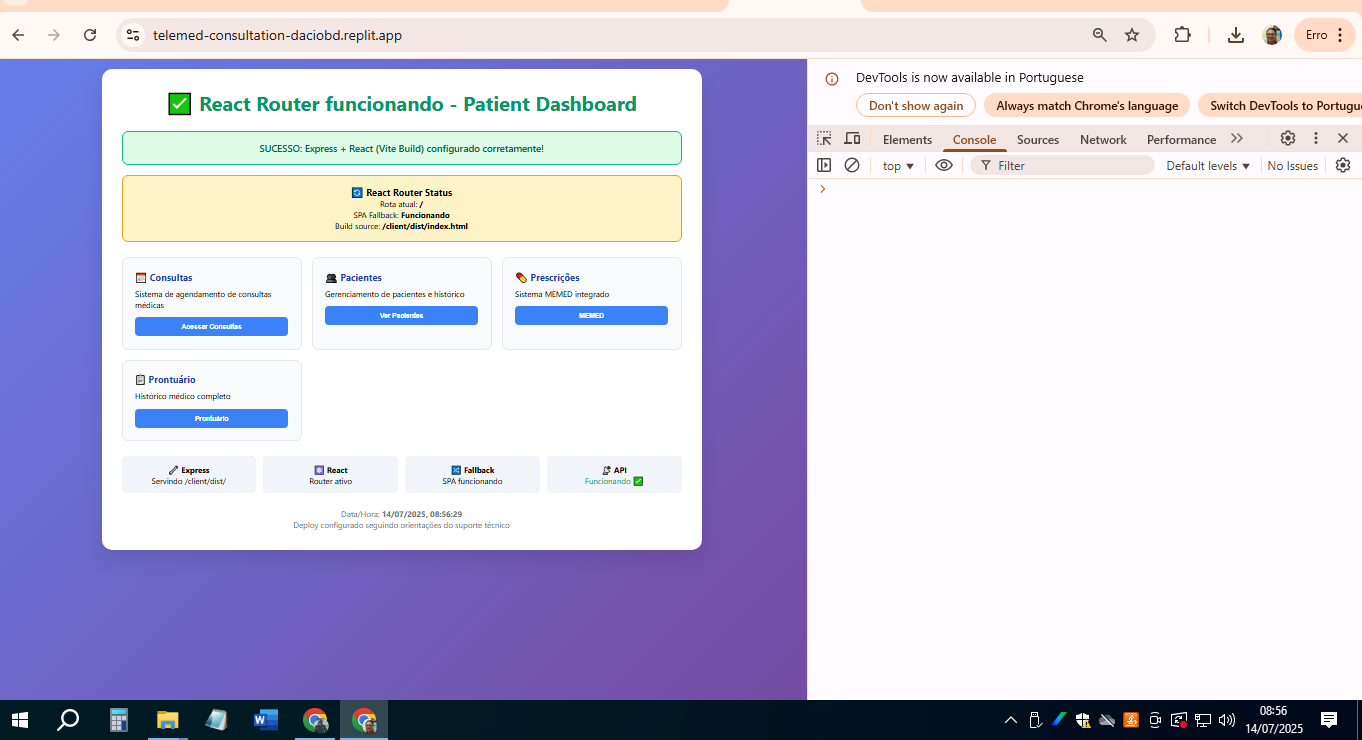 telemed-consultation-daciobd.replit.app
Erro
✅ React Router funcionando - Patient Dashboard
SUCESSO: Express + React (Vite Build) configurado corretamente!
🔄 React Router Status
Rota atual: /
SPA Fallback: Funcionando
Build source: /client/dist/index.html
📅 Consultas
Sistema de agendamento de consultas
médicas
Acessar Consultas
👥 Pacientes
Gerenciamento de pacientes e histórico
Ver Pacientes
💊 Prescrições
Sistema MEMED integrado
MEMED
📋 Prontuário
Histórico médico completo
Prontuário
Express
Servindo /client/dist/
React
Router ativo
Fallback
SPA funcionando
API
Funcionando ✅
Data/Hora: 14/07/2025, 08:56:29
Deploy configurado seguindo orientações do suporte técnico
DevTools is now available in Portuguese
Don't show again
Always match Chrome's language
Switch DevTools to Portugu
Elements
Console
Sources
Network
Performance
top
Filter
Default levels
No Issues
08:56
14/07/2025